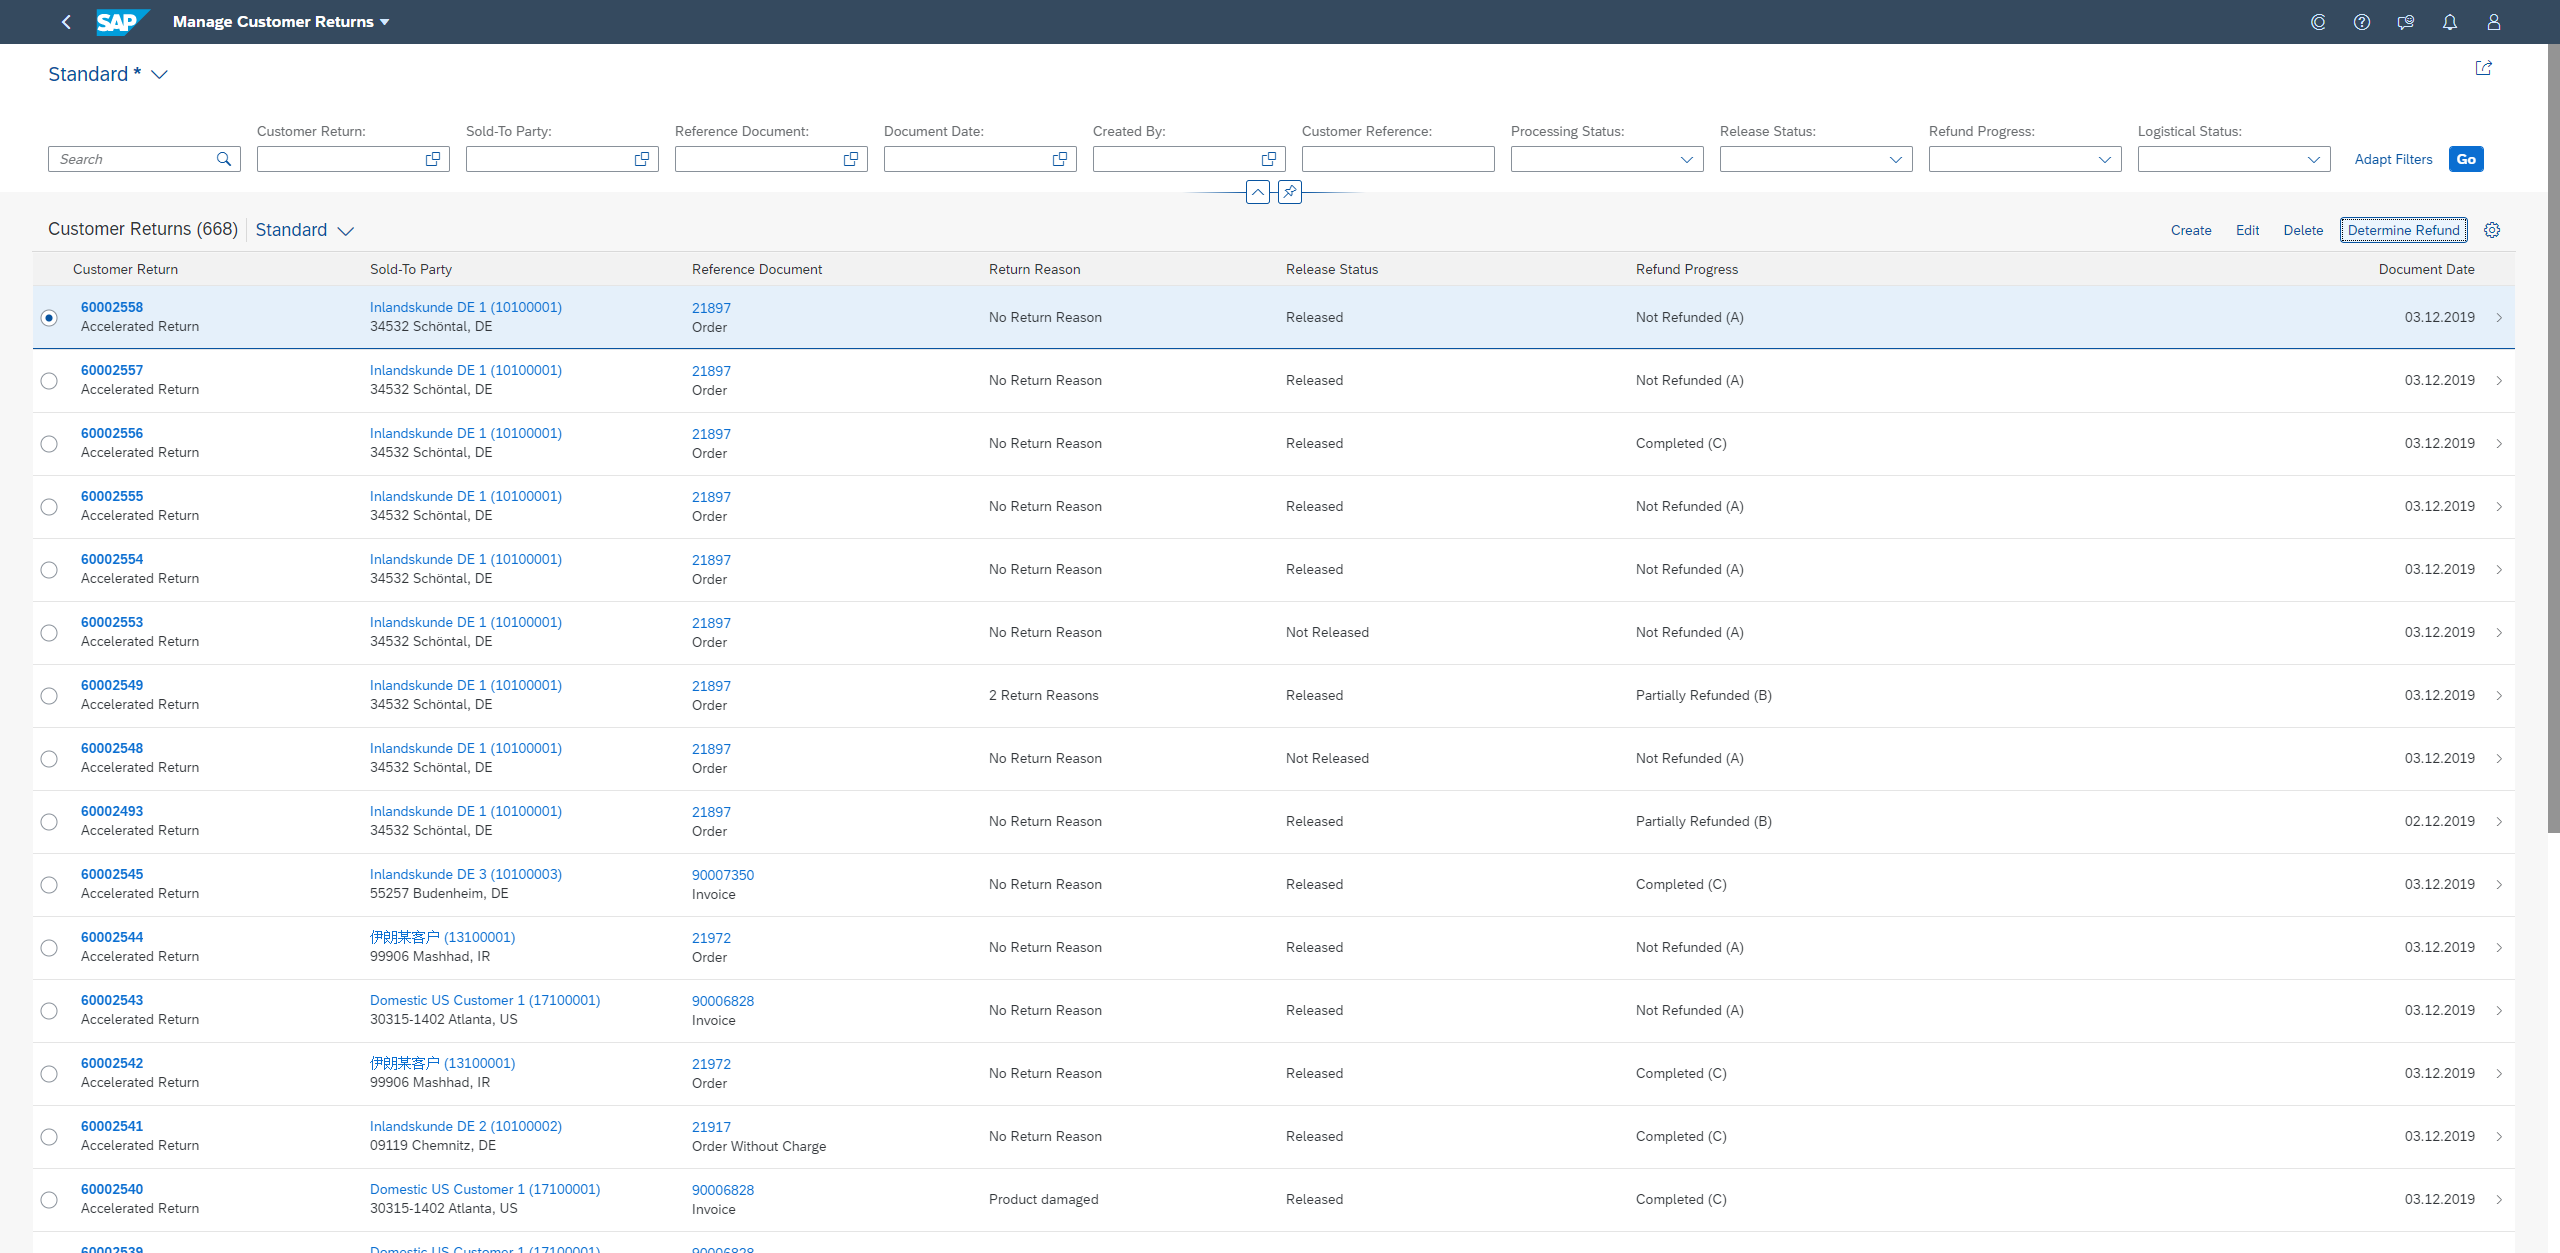 SAP Manage Customer Returns
Standard *
Customer Return: Sold-To Party: Reference Document: Document Date: Created By: Customer Reference: Processing Status: Release Status: Refund Progress: Logistical Status:
Search Adapt Filters Go
Customer Returns (668) Standard Create Edit Delete Determine Refund
Customer Return Sold-To Party Reference Document Return Reason Release Status Refund Progress Document Date
60002558 Inlandskunde DE 1 (10100001) 21897
No Return Reason Released Not Refunded (A) 03.12.2019
Accelerated Return 34532 Schöntal, DE Order
60002557 Inlandskunde DE 1 (10100001) 21897
No Return Reason Released Not Refunded (A) 03.12.2019
Accelerated Return 34532 Schöntal, DE Order
60002556 Inlandskunde DE 1 (10100001) 21897
No Return Reason Released Completed (C) 03.12.2019
Accelerated Return 34532 Schöntal, DE Order
60002555 Inlandskunde DE 1 (10100001) 21897
No Return Reason Released Not Refunded (A) 03.12.2019
Accelerated Return 34532 Schöntal, DE Order
60002554 Inlandskunde DE 1 (10100001) 21897
No Return Reason Released Not Refunded (A) 03.12.2019
Accelerated Return 34532 Schöntal, DE Order
60002553 Inlandskunde DE 1 (10100001) 21897
No Return Reason Not Released Not Refunded (A) 03.12.2019
Accelerated Return 34532 Schöntal, DE Order
60002549 Inlandskunde DE 1 (10100001) 21897
2 Return Reasons Released Partially Refunded (B) 03.12.2019
Accelerated Return 34532 Schöntal, DE Order
60002548 Inlandskunde DE 1 (10100001) 21897
No Return Reason Not Released Not Refunded (A) 03.12.2019
Accelerated Return 34532 Schöntal, DE Order
60002493 Inlandskunde DE 1 (10100001) 21897
No Return Reason Released Partially Refunded (B) 02.12.2019
Accelerated Return 34532 Schöntal, DE Order
60002545 Inlandskunde DE 3 (10100003) 90007350
No Return Reason Released Completed (C) 03.12.2019
Accelerated Return 55257 Budenheim, DE Invoice
60002544 伊朗某客户 (13100001) 21972
No Return Reason Released Not Refunded (A) 03.12.2019
Accelerated Return 99906 Mashhad, IR Order
60002543 Domestic US Customer 1 (17100001) 90006828
No Return Reason Released Not Refunded (A) 03.12.2019
Accelerated Return 30315-1402 Atlanta, US Invoice
60002542 伊朗某客户 (13100001) 21972
No Return Reason Released Completed (C) 03.12.2019
Accelerated Return 99906 Mashhad, IR Order
60002541 Inlandskunde DE 2 (10100002) 21917
No Return Reason Released Completed (C) 03.12.2019
Accelerated Return 09119 Chemnitz, DE Order Without Charge
60002540 Domestic US Customer 1 (17100001) 90006828
Product damaged Released Completed (C) 03.12.2019
Accelerated Return 30315-1402 Atlanta, US Invoice
60002539 Domestic US Customer 1 (17100001) 90006828